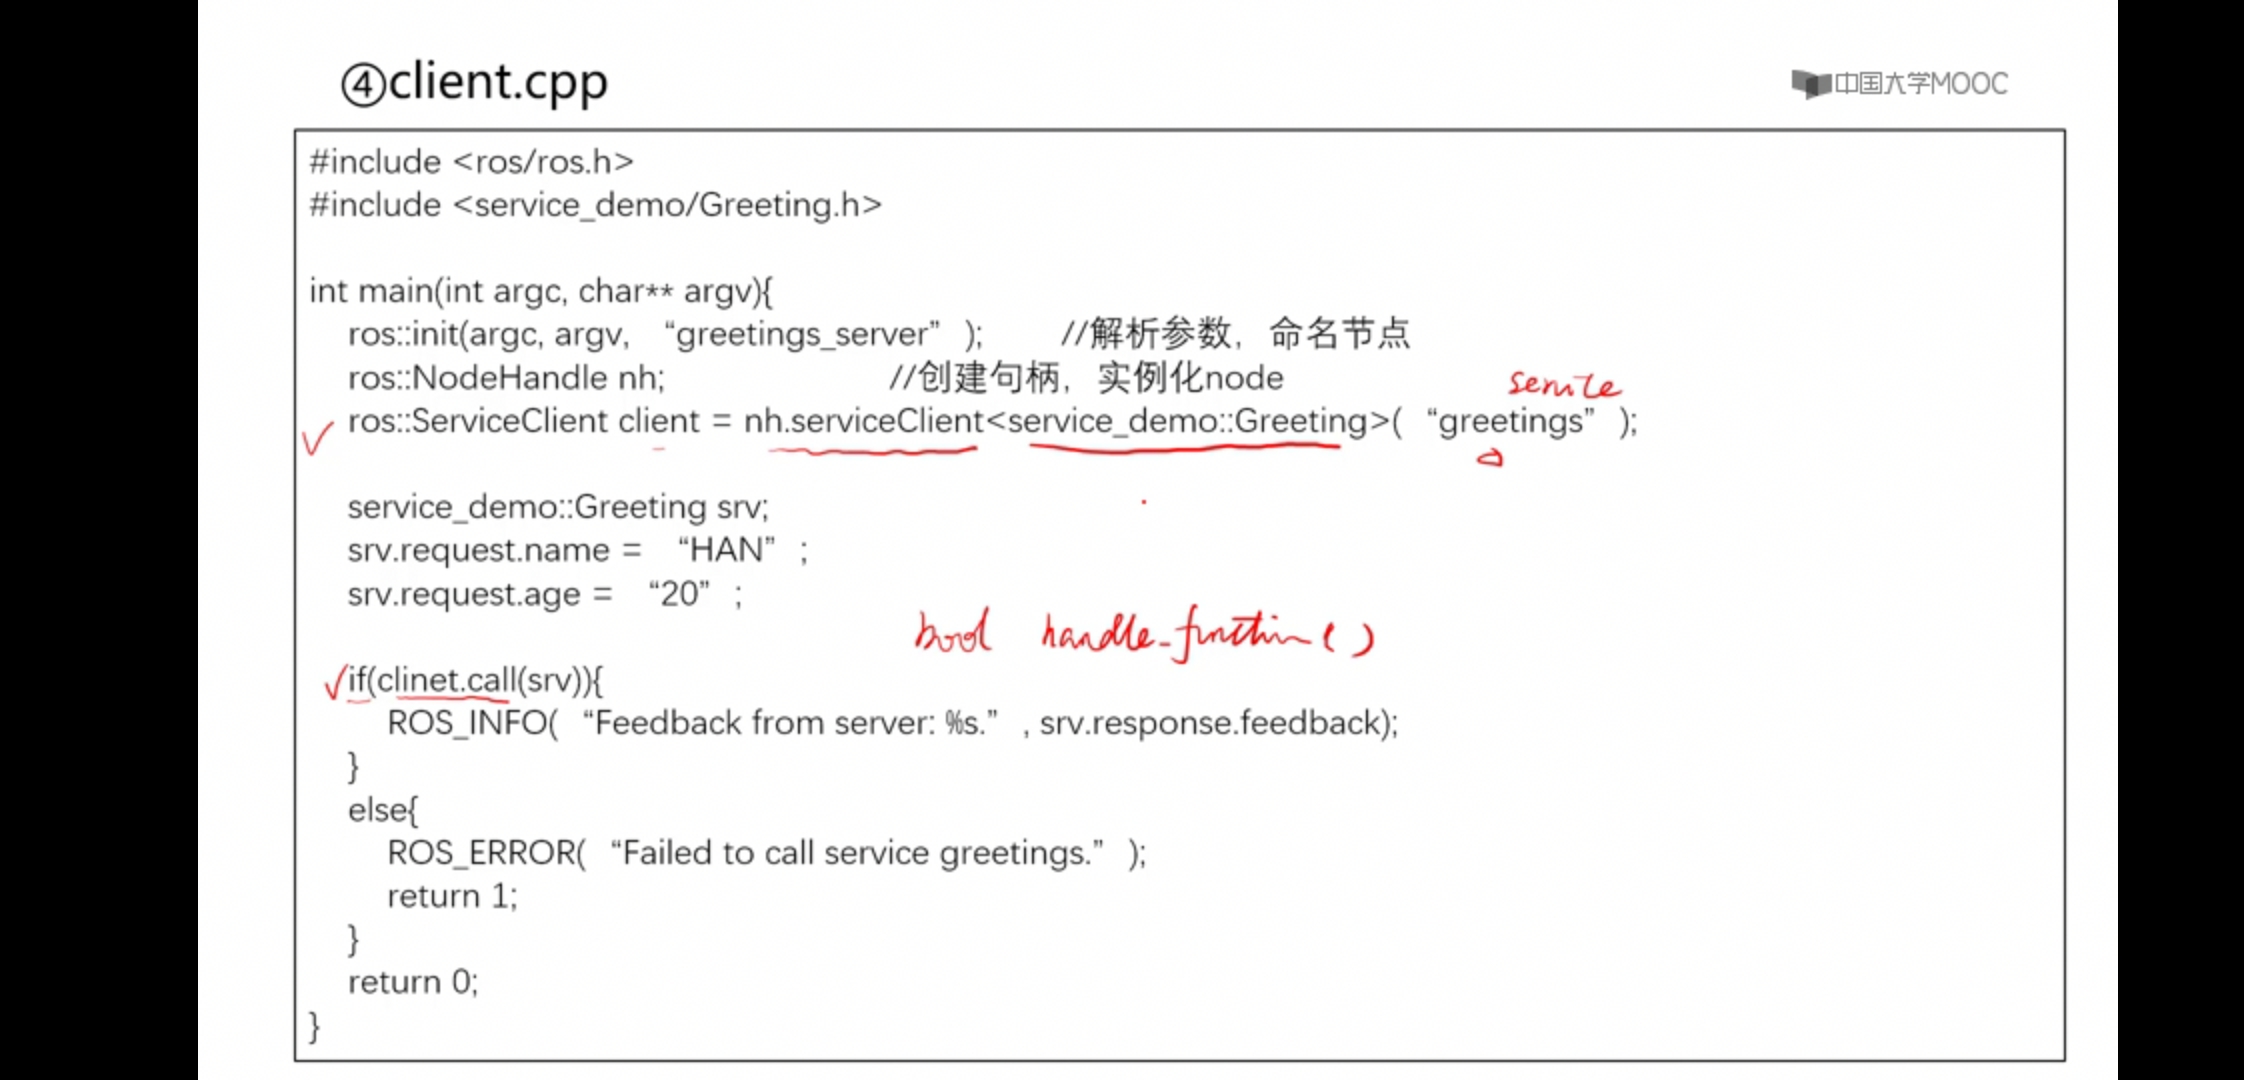 ④client.cpp
中国大学MOOC
#include <ros/ros.h>
#include <service_demo/Greeting.h>
int main(int argc, char** argv){
ros::init(argc, argv, “greetings_server” ); //解析参数，命名节点
ros::NodeHandle nh; //创建句柄，实例化node
service
ros::ServiceClient client = nh.serviceClient<service_demo::Greeting>( “greetings” );
service_demo::Greeting srv;
srv.request.name = “HAN” ;
srv.request.age = “20” ;
bool handle_function()
if(clinet.call(srv)){
ROS_INFO( “Feedback from server: %s.” , srv.response.feedback);
}
else{
ROS_ERROR( “Failed to call service greetings.” );
return 1;
}
return 0;
}